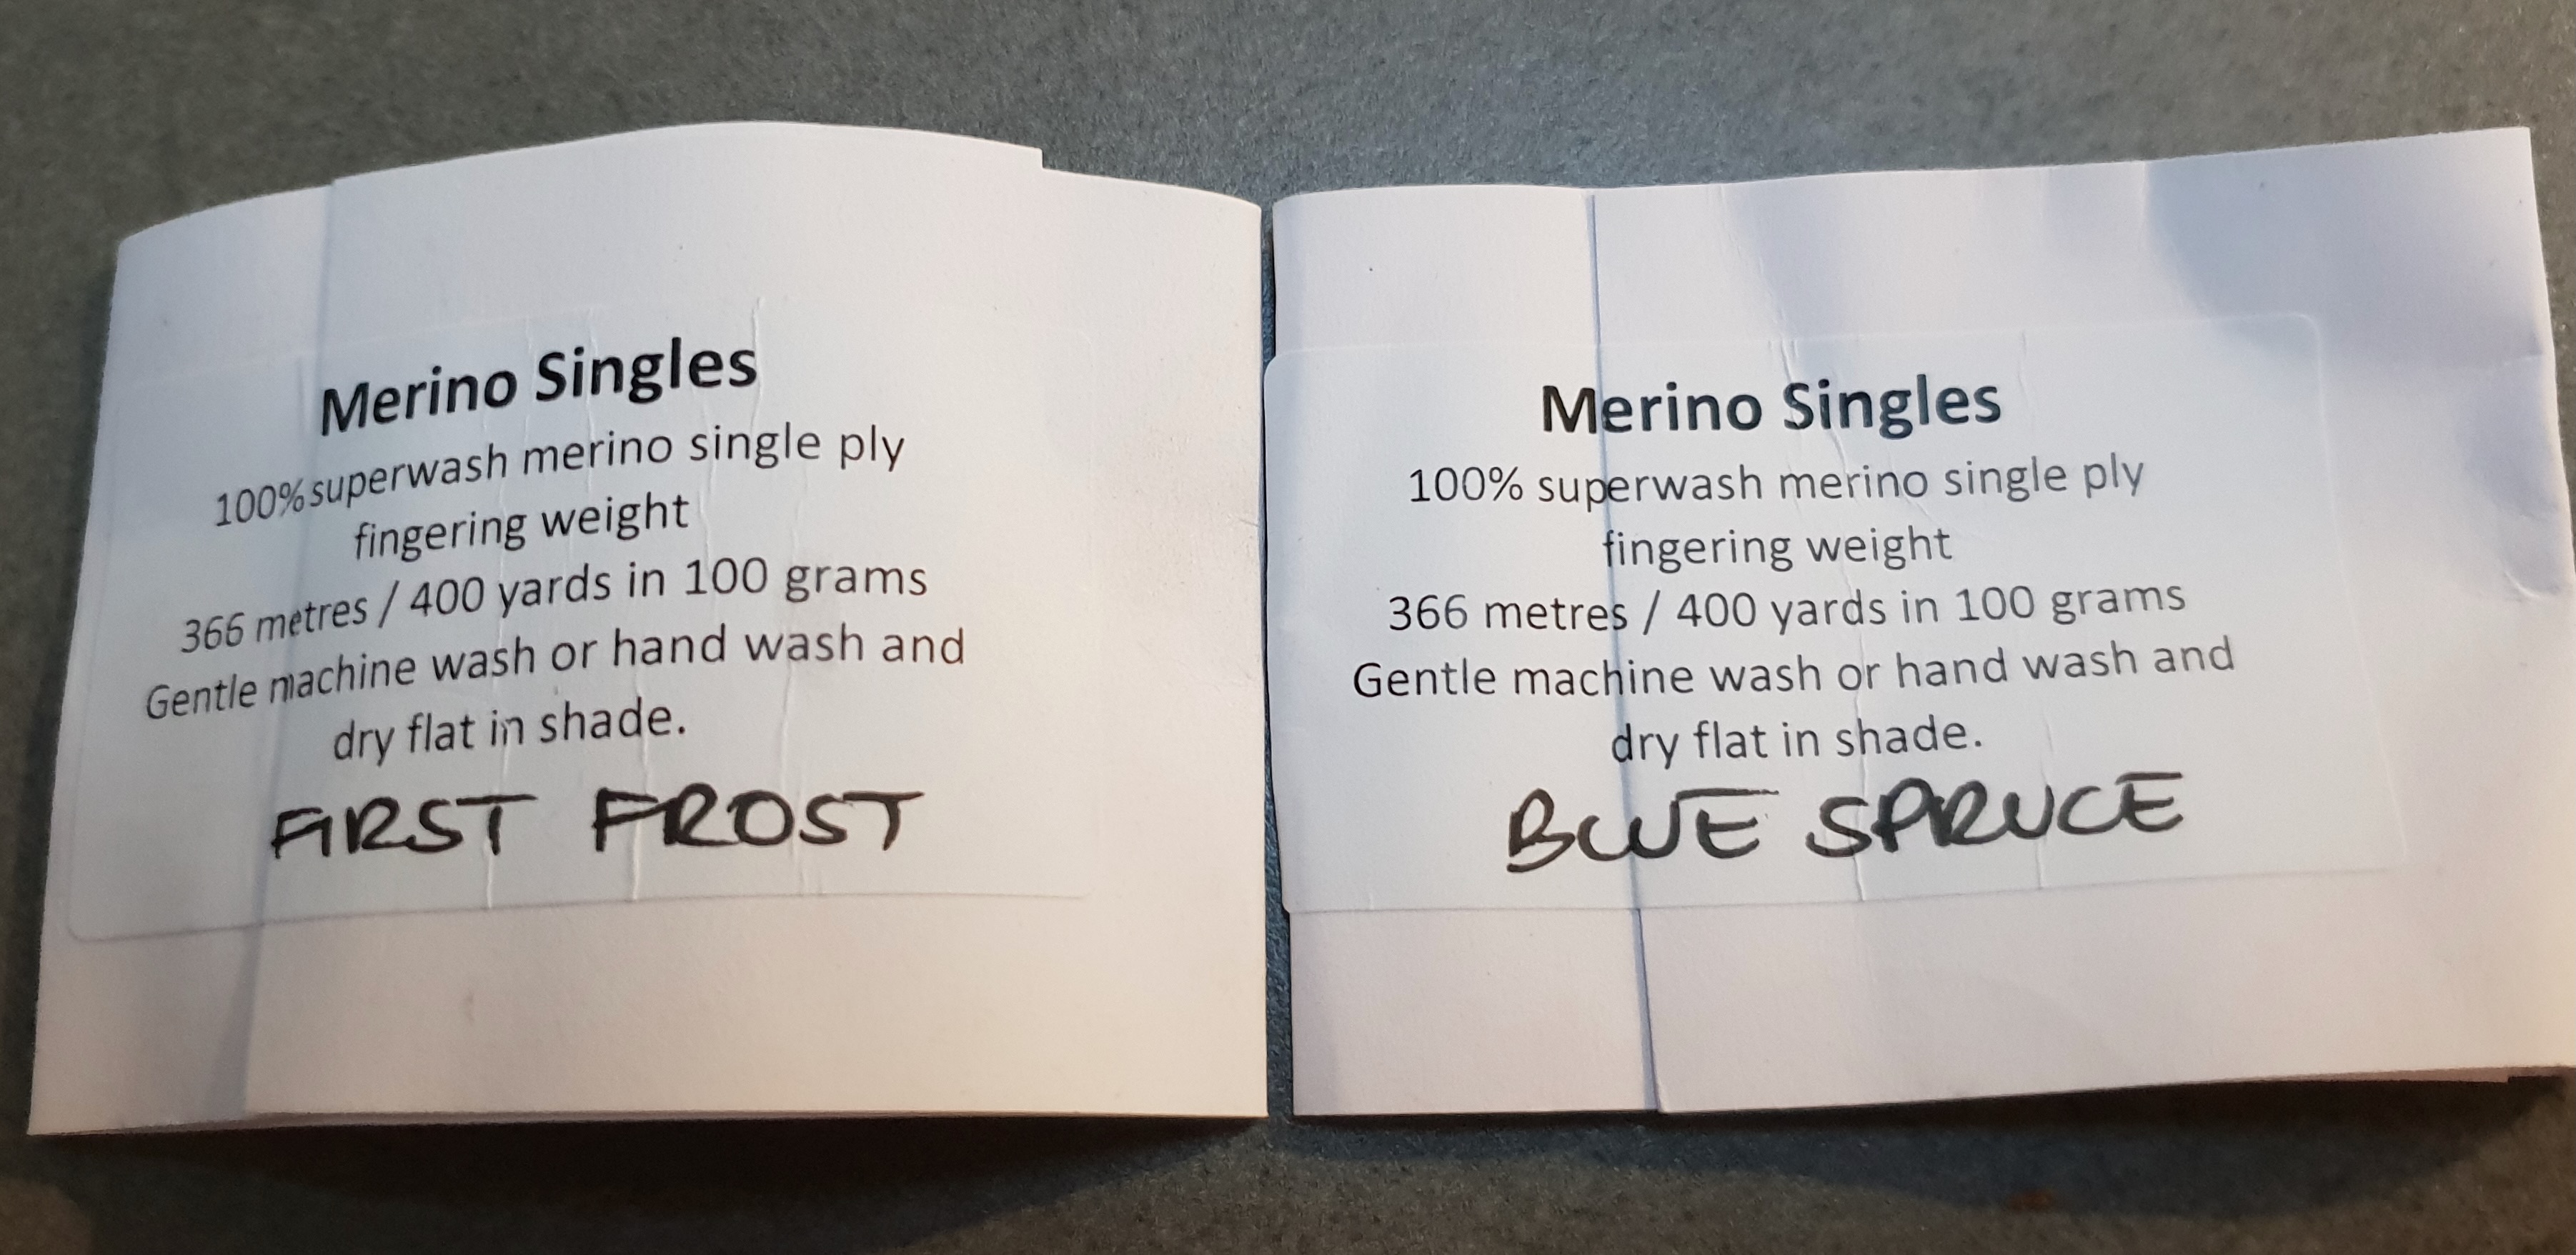 Merino Singles
100% superwash merino single ply
fingering weight
366 metres / 400 yards in 100 grams
Gentle machine wash or hand wash and
dry flat in shade.
FIRST FROST
Merino Singles
100% superwash merino single ply
fingering weight
366 metres / 400 yards in 100 grams
Gentle machine wash or hand wash and
dry flat in shade.
BLUE SPRUCE